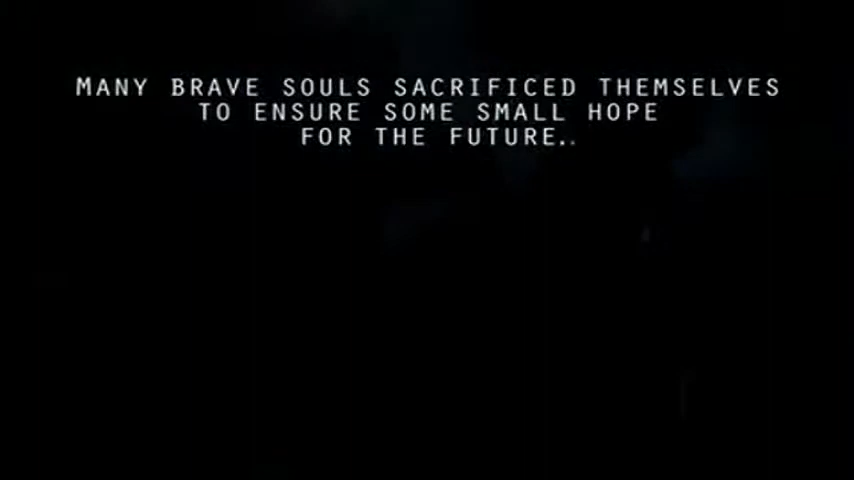 MANY BRAVE SOULS SACRIFICED THEMSELVES
TO ENSURE SOME SMALL HOPE
FOR THE FUTURE..